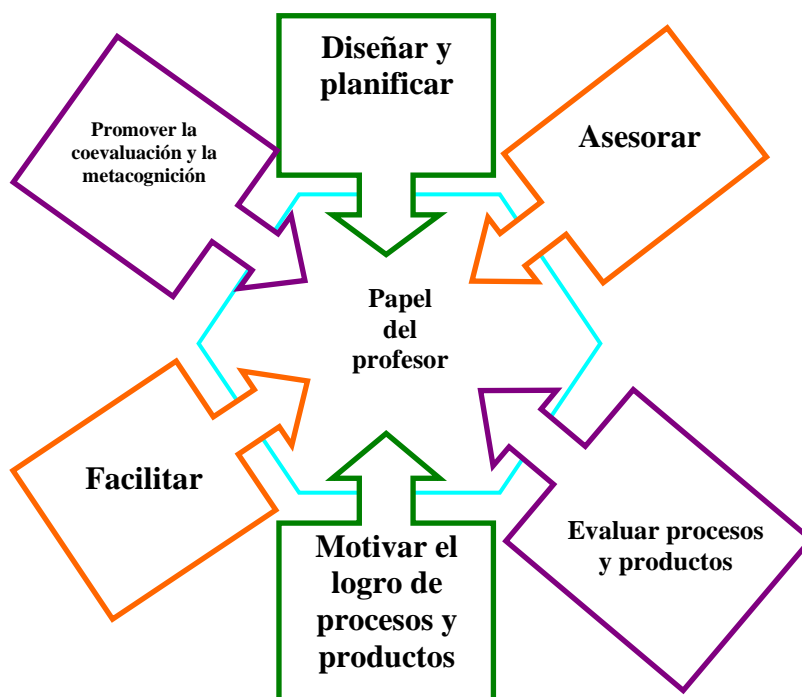 Diseñar y
planificar
Asesorar
Promover la
coevaluación y la
metacognición
Papel
del
profesor
Facilitar
Evaluar procesos
y productos
Motivar el
logro de
procesos y
productos